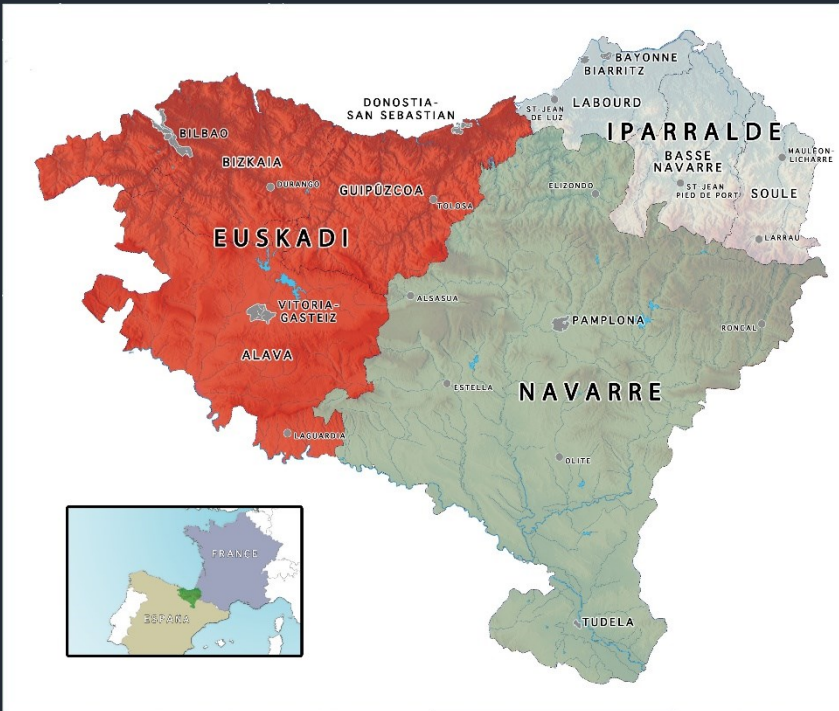 BAYONNE
BIARRITZ
DONOSTIA-
SAN SEBASTIAN
ST JEAN
DE LUZ
LABOURD
IPARRALDE
BILBAO
BIZKAIA
BASSE
NAVARRE
MAULÉON-
LICHARRE
DURANGO
GUIPÚZCOA
TOLOSA
ELIZONDO
ST JEAN
PIED DE PORT
SOULE
EUSKADI
LARRAU
VITORIA-
GASTEIZ
ALSASUA
PAMPLONA
RONCAL
ALAVA
ESTELLA
NAVARRE
LAGUARDIA
OLITE
FRANCE
ESPAÑA
TUDELA